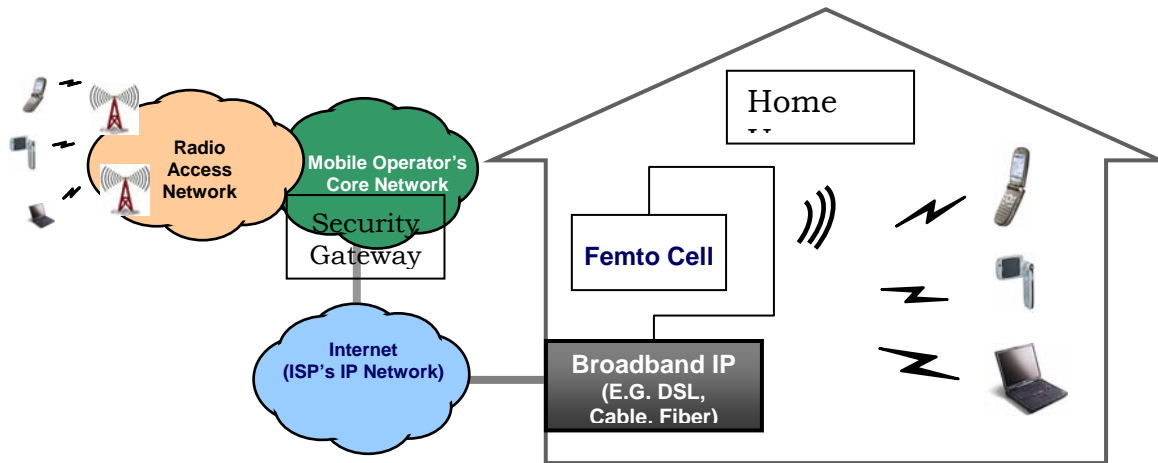 Radio
Access
Network
Mobile Operator's
Core Network
Security
Gateway
Internet
(ISP's IP Network)
Home
Femto Cell
Broadband IP
(E.G. DSL,
Cable, Fiber)